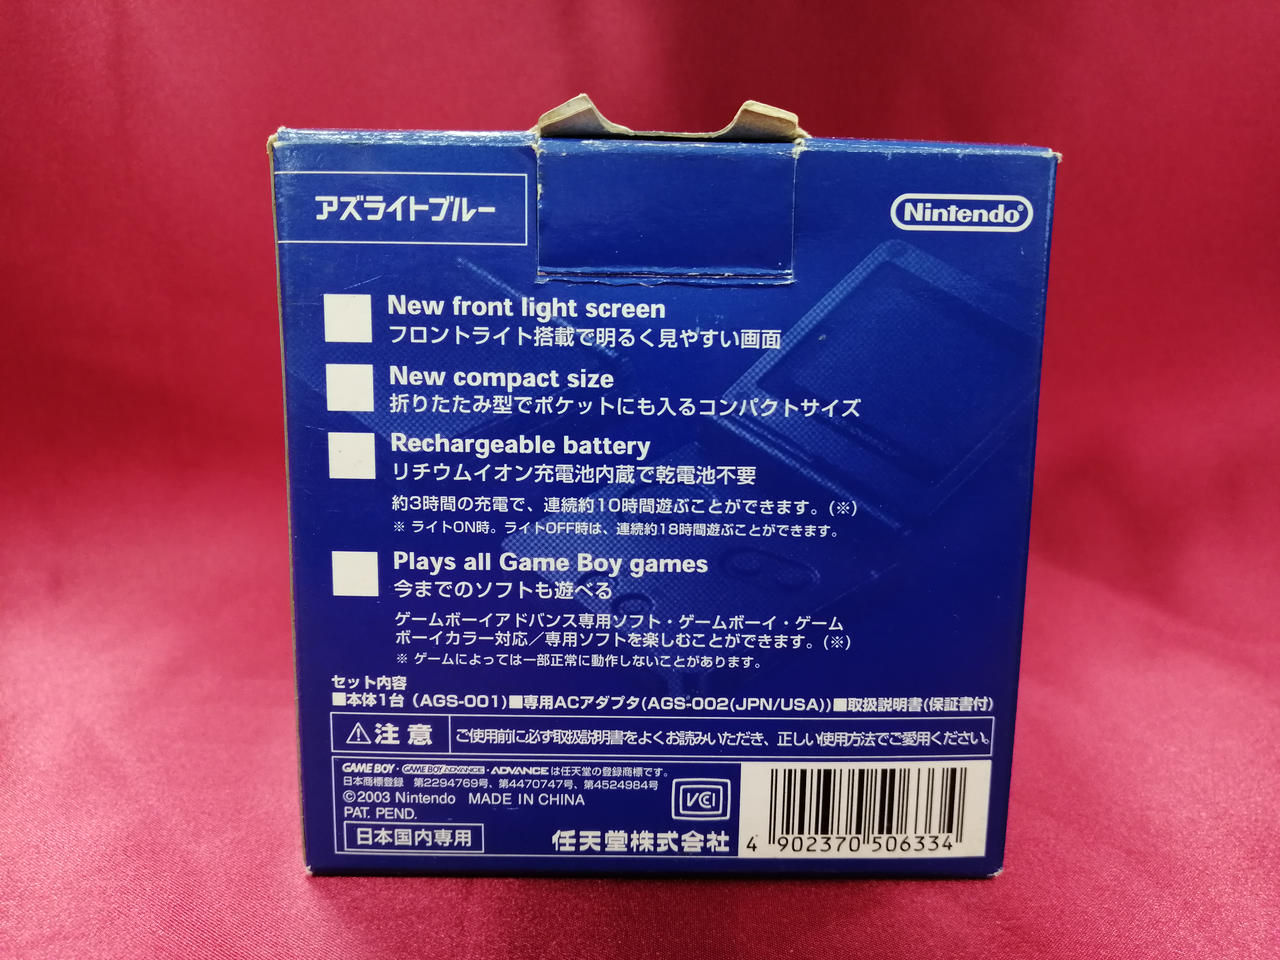 アズライトブルー
Nintendo®
New front light screen
フロントライト搭載で明るく見やすい画面
New compact size
折りたたみ型でポケットにも入るコンパクトサイズ
Rechargeable battery
リチウムイオン充電池内蔵で乾電池不要
約3時間の充電で、連続約10時間遊ぶことができます。(※)
※ ライトON時。ライトOFF時は、連続約18時間遊ぶことができます。
Plays all Game Boy games
今までのソフトも遊べる
ゲームボーイアドバンス専用ソフト・ゲームボーイ・ゲーム
ボーイカラー対応／専用ソフトを楽しむことができます。(※)
※ ゲームによっては一部正常に動作しないことがあります。
セット内容
■本体1台（AGS-001)■専用ACアダプタ(AGS-002(JPN/USA))■取扱説明書(保証書付)
⚠注意 ご使用前に必ず取扱説明書をよくお読みいただき、正しい使用方法でご愛用ください。
GAME BOY・GAME BOY ADVANCE・ADVANCEは任天堂の登録商標です。
日本商標登録 第2294769号、第4470747号、第4524984号
©2003 Nintendo MADE IN CHINA
PAT. PEND.
VCI
日本国内専用
任天堂株式会社
4 902370 506334